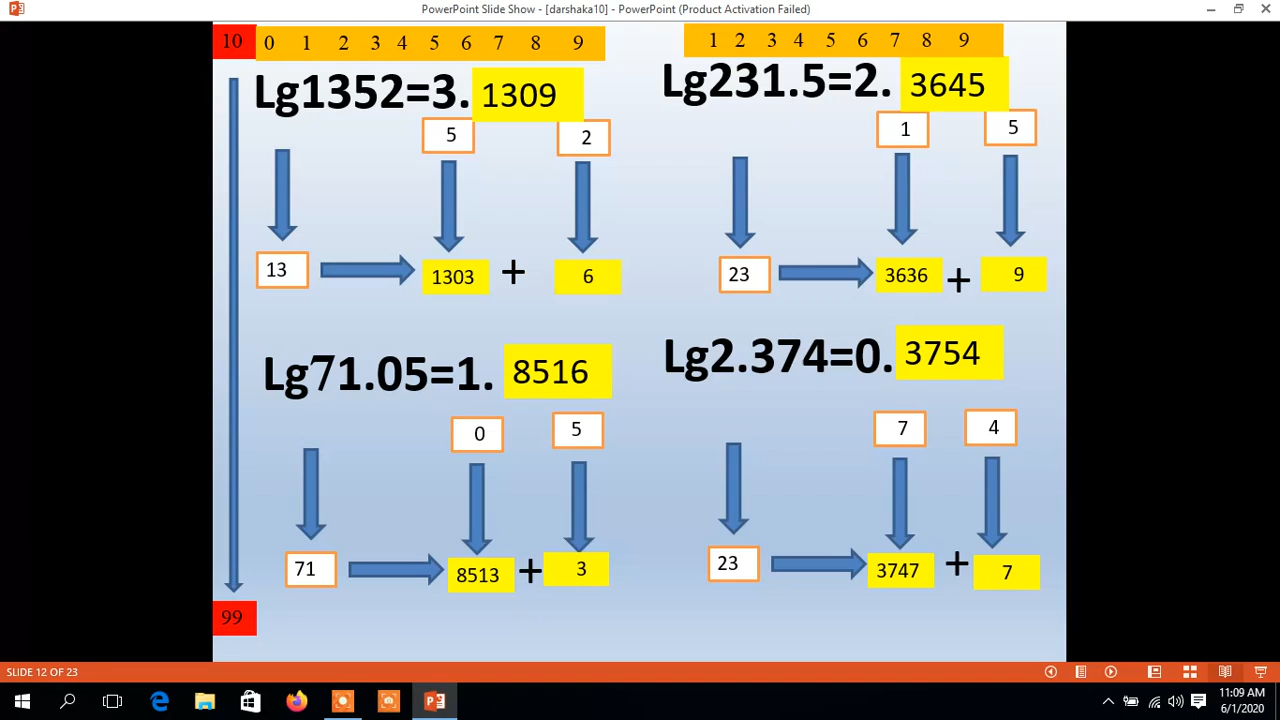 PowerPoint Slide Show - [darshaka10] - PowerPoint (Product Activation Failed)
10 0 1 2 3 4 5 6 7 8 9
1 2 3 4 5 6 7 8 9
Lg1352=3. 1309
5 2
13 1303 + 6
Lg231.5=2. 3645
1 5
23 3636 + 9
Lg71.05=1. 8516
0 5
71 8513 + 3
Lg2.374=0. 3754
7 4
23 3747 + 7
99
SLIDE 12 OF 23
11:09 AM
6/1/2020